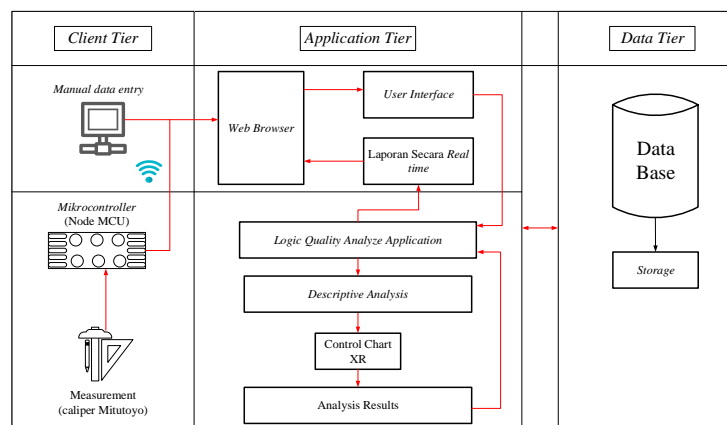 Client Tier
Application Tier
Data Tier
Manual data entry
Web Browser
User Interface
Laporan Secara Real
time
Data
Base
Storage
Mikrocontroller
(Node MCU)
Logic Quality Analyze Application
Descriptive Analysis
Control Chart
XR
Analysis Results
Measurement
(caliper Mitutoyo)